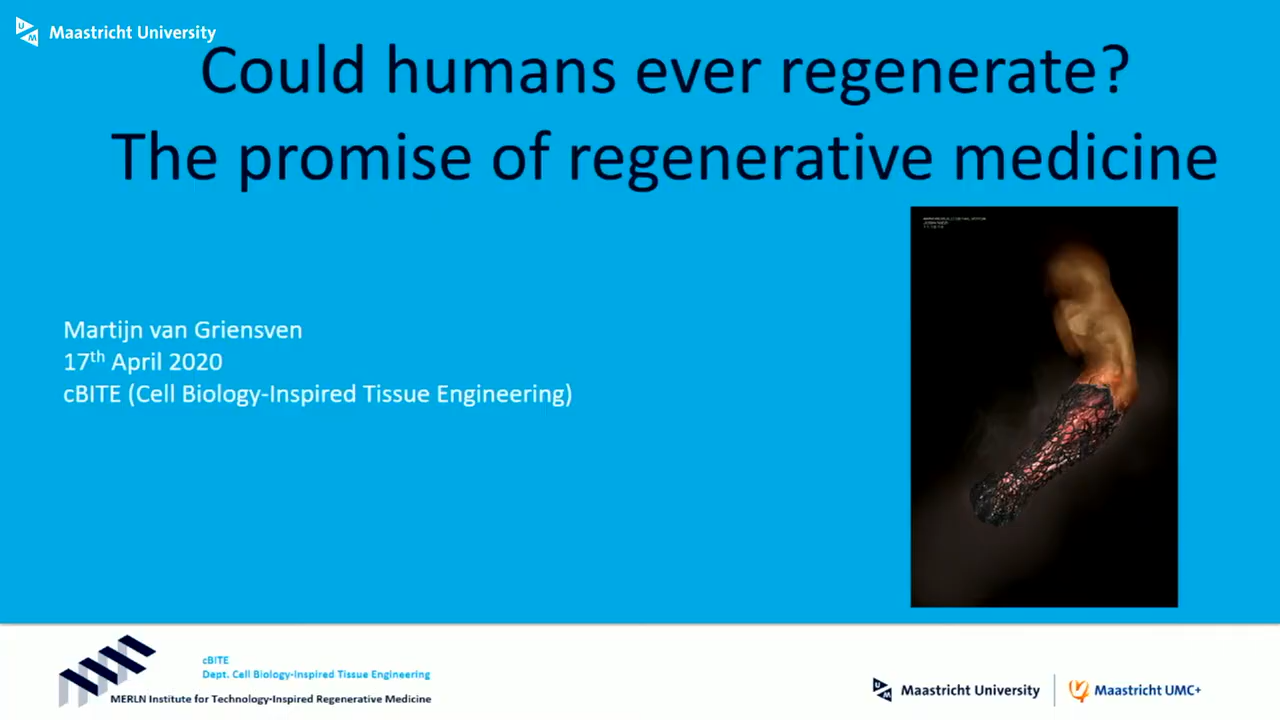 Maastricht University
Could humans ever regenerate?
The promise of regenerative medicine
Martijn van Griensven
17th April 2020
cBITE (Cell Biology-Inspired Tissue Engineering)
cBITE
Dept. Cell Biology-Inspired Tissue Engineering
MERLN Institute for Technology-Inspired Regenerative Medicine
Maastricht University
Maastricht UMC+